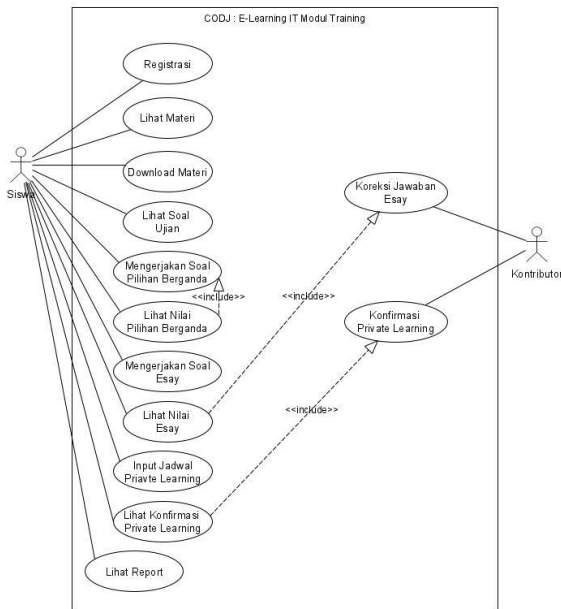 CODJ : E-Learning IT Modul Training
Registrasi
Lihat Materi
Siswa
Download Materi
Koreksi Jawaban
Esay
Lihat Soal
Ujian
Kontributor
Mengerjakan Soal
Pilihan Berganda
<<include>>
<<include>>
Lihat Nilai
Pilihan Berganda
Konfirmasi
Private Learning
Mengerjakan Soal
Esay
Lihat Nilai
Esay
<<include>>
Input Jadwal
Priavte Learning
Lihat Konfirmasi
Private Learning
Lihat Report